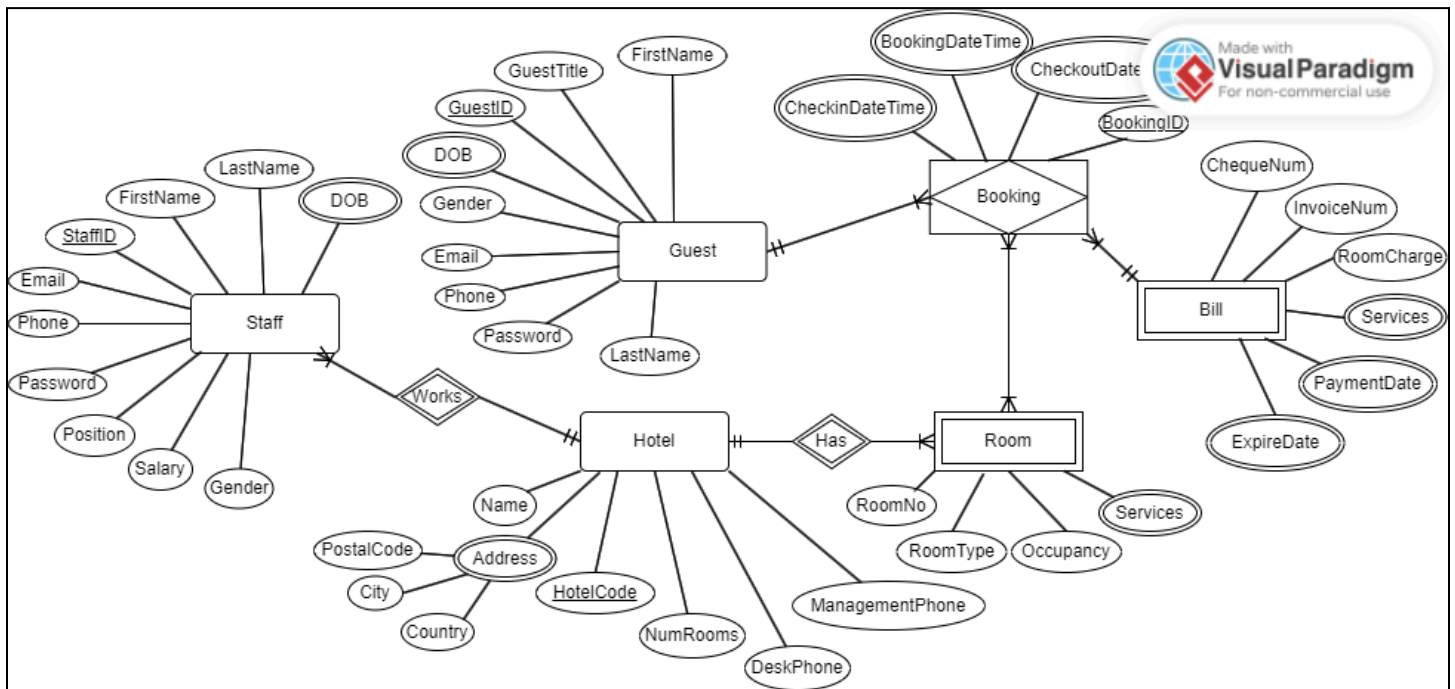 BookingDateTime
CheckoutDate
CheckinDateTime
BookingID
Booking
Made with
VisualParadigm
For non-commercial use
FirstName
GuestTitle
GuestID
DOB
Gender
Email
Phone
Password
LastName
Guest
LastName
FirstName
DOB
StaffID
Email
Phone
Password
Position
Salary
Gender
Staff
ChequeNum
InvoiceNum
RoomCharge
Services
PaymentDate
ExpireDate
Bill
Works
Hotel
Has
Room
Name
PostalCode
Address
City
Country
HotelCode
NumRooms
DeskPhone
ManagementPhone
RoomNo
RoomType
Occupancy
Services